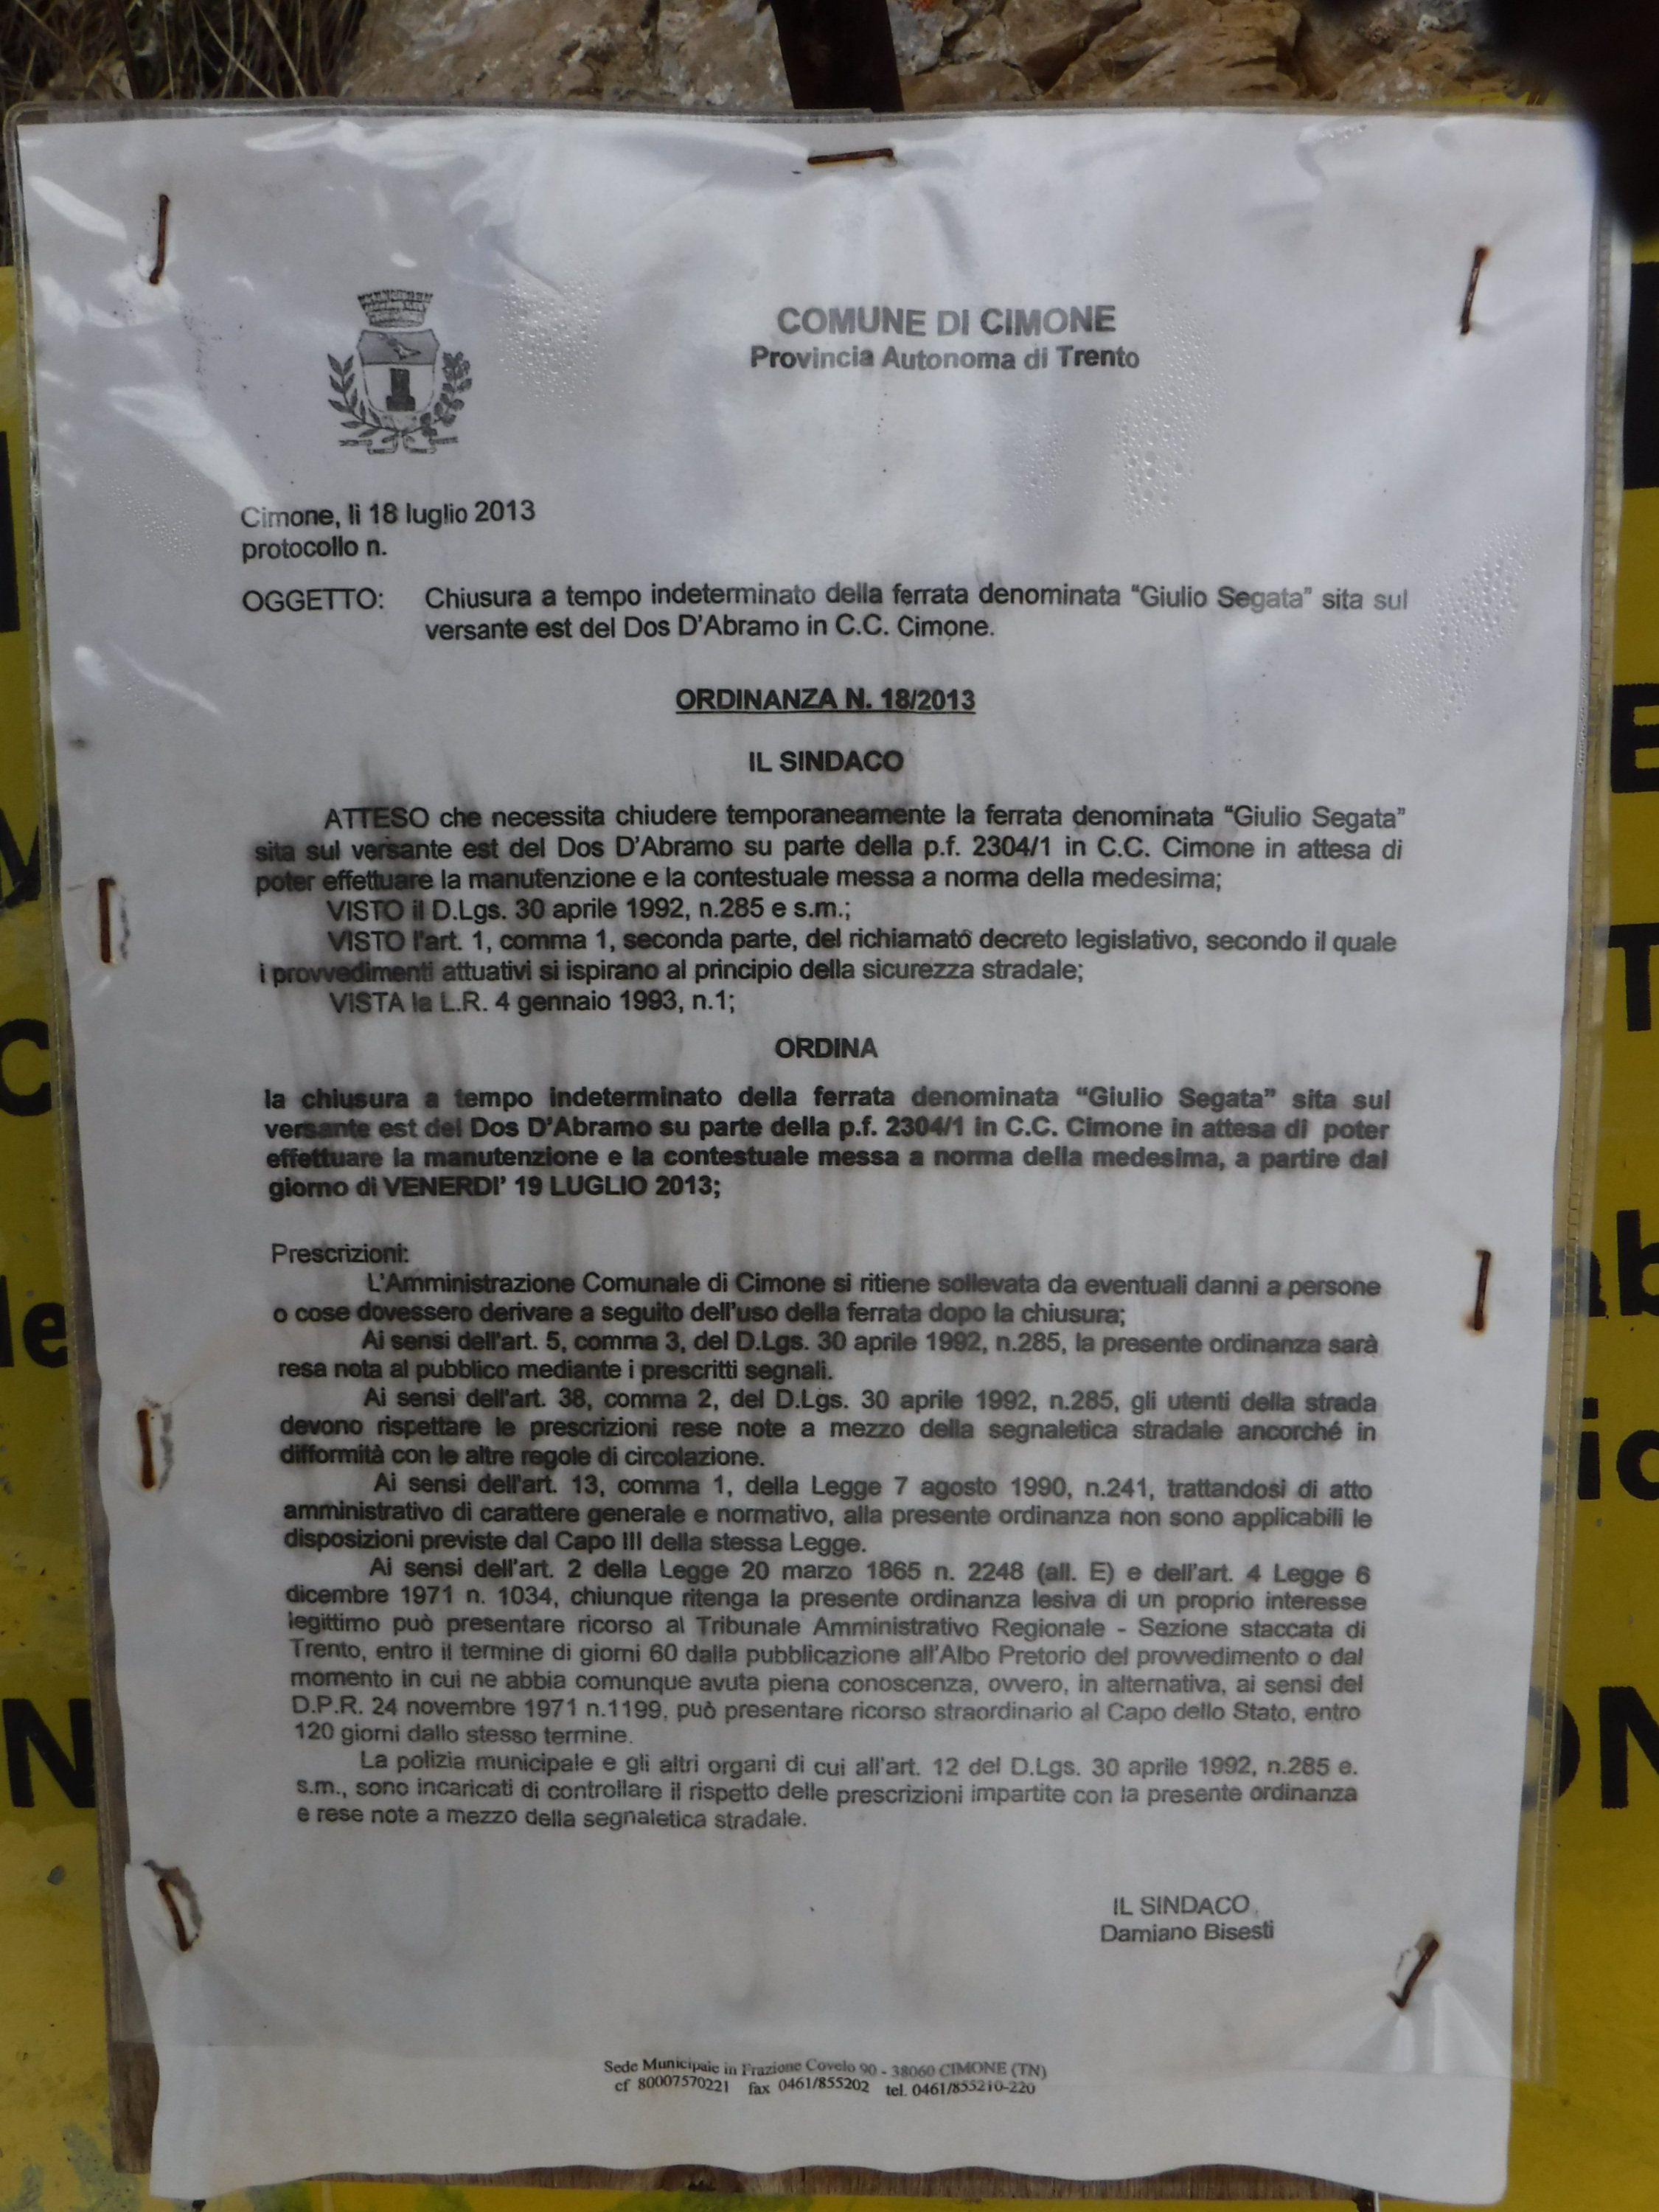 COMUNE DI CIMONE
Provincia Autonoma di Trento
Cimone, li 18 luglio 2013
protocollo n.
OGGETTO: Chiusura a tempo indeterminato della ferrata denominata "Giulio Segata" sita sul
versante est del Dos D'Abramo in C.C. Cimone.
ORDINANZA N. 18/2013
IL SINDACO
ATTESO che necessita chiudere temporaneamente la ferrata denominata "Giulio Segata"
sita sul versante est del Dos D'Abramo su parte della p.f. 2304/1 in C.C. Cimone in attesa di
poter effettuare la manutenzione e la contestuale messa a norma della medesima;
VISTO il D.Lgs. 30 aprile 1992, n.285 e s.m.;
VISTO l'art. 1, comma 1, seconda parte, del richiamato decreto legislativo, secondo il quale
i provvedimenti attuativi si ispirano al principio della sicurezza stradale;
VISTA la L.R. 4 gennaio 1993, n.1;
ORDINA
la chiusura a tempo indeterminato della ferrata denominata "Giulio Segata" sita sul
versante est del Dos D'Abramo su parte della p.f. 2304/1 in C.C. Cimone in attesa di poter
effettuare la manutenzione e la contestuale messa a norma della medesima, a partire dal
giorno di VENERDI' 19 LUGLIO 2013;
Prescrizioni:
L'Amministrazione Comunale di Cimone si ritiene sollevata da eventuali danni a persone
o cose dovessero derivare a seguito dell'uso della ferrata dopo la chiusura;
Ai sensi dell'art. 5, comma 3, del D.Lgs. 30 aprile 1992, n.285, la presente ordinanza sarà
resa nota al pubblico mediante i prescritti segnali.
Ai sensi dell'art. 38, comma 2, del D.Lgs. 30 aprile 1992, n.285, gli utenti della strada
devono rispettare le prescrizioni rese note a mezzo della segnaletica stradale ancorché in
difformità con le altre regole di circolazione.
Ai sensi dell'art. 13, comma 1, della Legge 7 agosto 1990, n.241, trattandosi di atto
amministrativo di carattere generale e normativo, alla presente ordinanza non sono applicabili le
disposizioni previste dal Capo III della stessa Legge.
Ai sensi dell'art. 2 della Legge 20 marzo 1865 n. 2248 (all. E) e dell'art. 4 Legge 6
dicembre 1971 n. 1034, chiunque ritenga la presente ordinanza lesiva di un proprio interesse
legittimo può presentare ricorso al Tribunale Amministrativo Regionale - Sezione staccata di
Trento, entro il termine di giorni 60 dalla pubblicazione all'Albo Pretorio del provvedimento o dal
momento in cui ne abbia comunque avuta piena conoscenza, ovvero, in alternativa, ai sensi del
D.P.R. 24 novembre 1971 n.1199, può presentare ricorso straordinario al Capo dello Stato, entro
120 giorni dallo stesso termine.
La polizia municipale e gli altri organi di cui all'art. 12 del D.Lgs. 30 aprile 1992, n.285 e.
s.m., sono incaricati di controllare il rispetto delle prescrizioni impartite con la presente ordinanza
e rese note a mezzo della segnaletica stradale.
IL SINDACO
Damiano Bisesti
Sede Municipale in Frazione Covelo 90 - 38060 CIMONE (TN)
cf 80007570221 fax 0461/855202 tel. 0461/855210-220